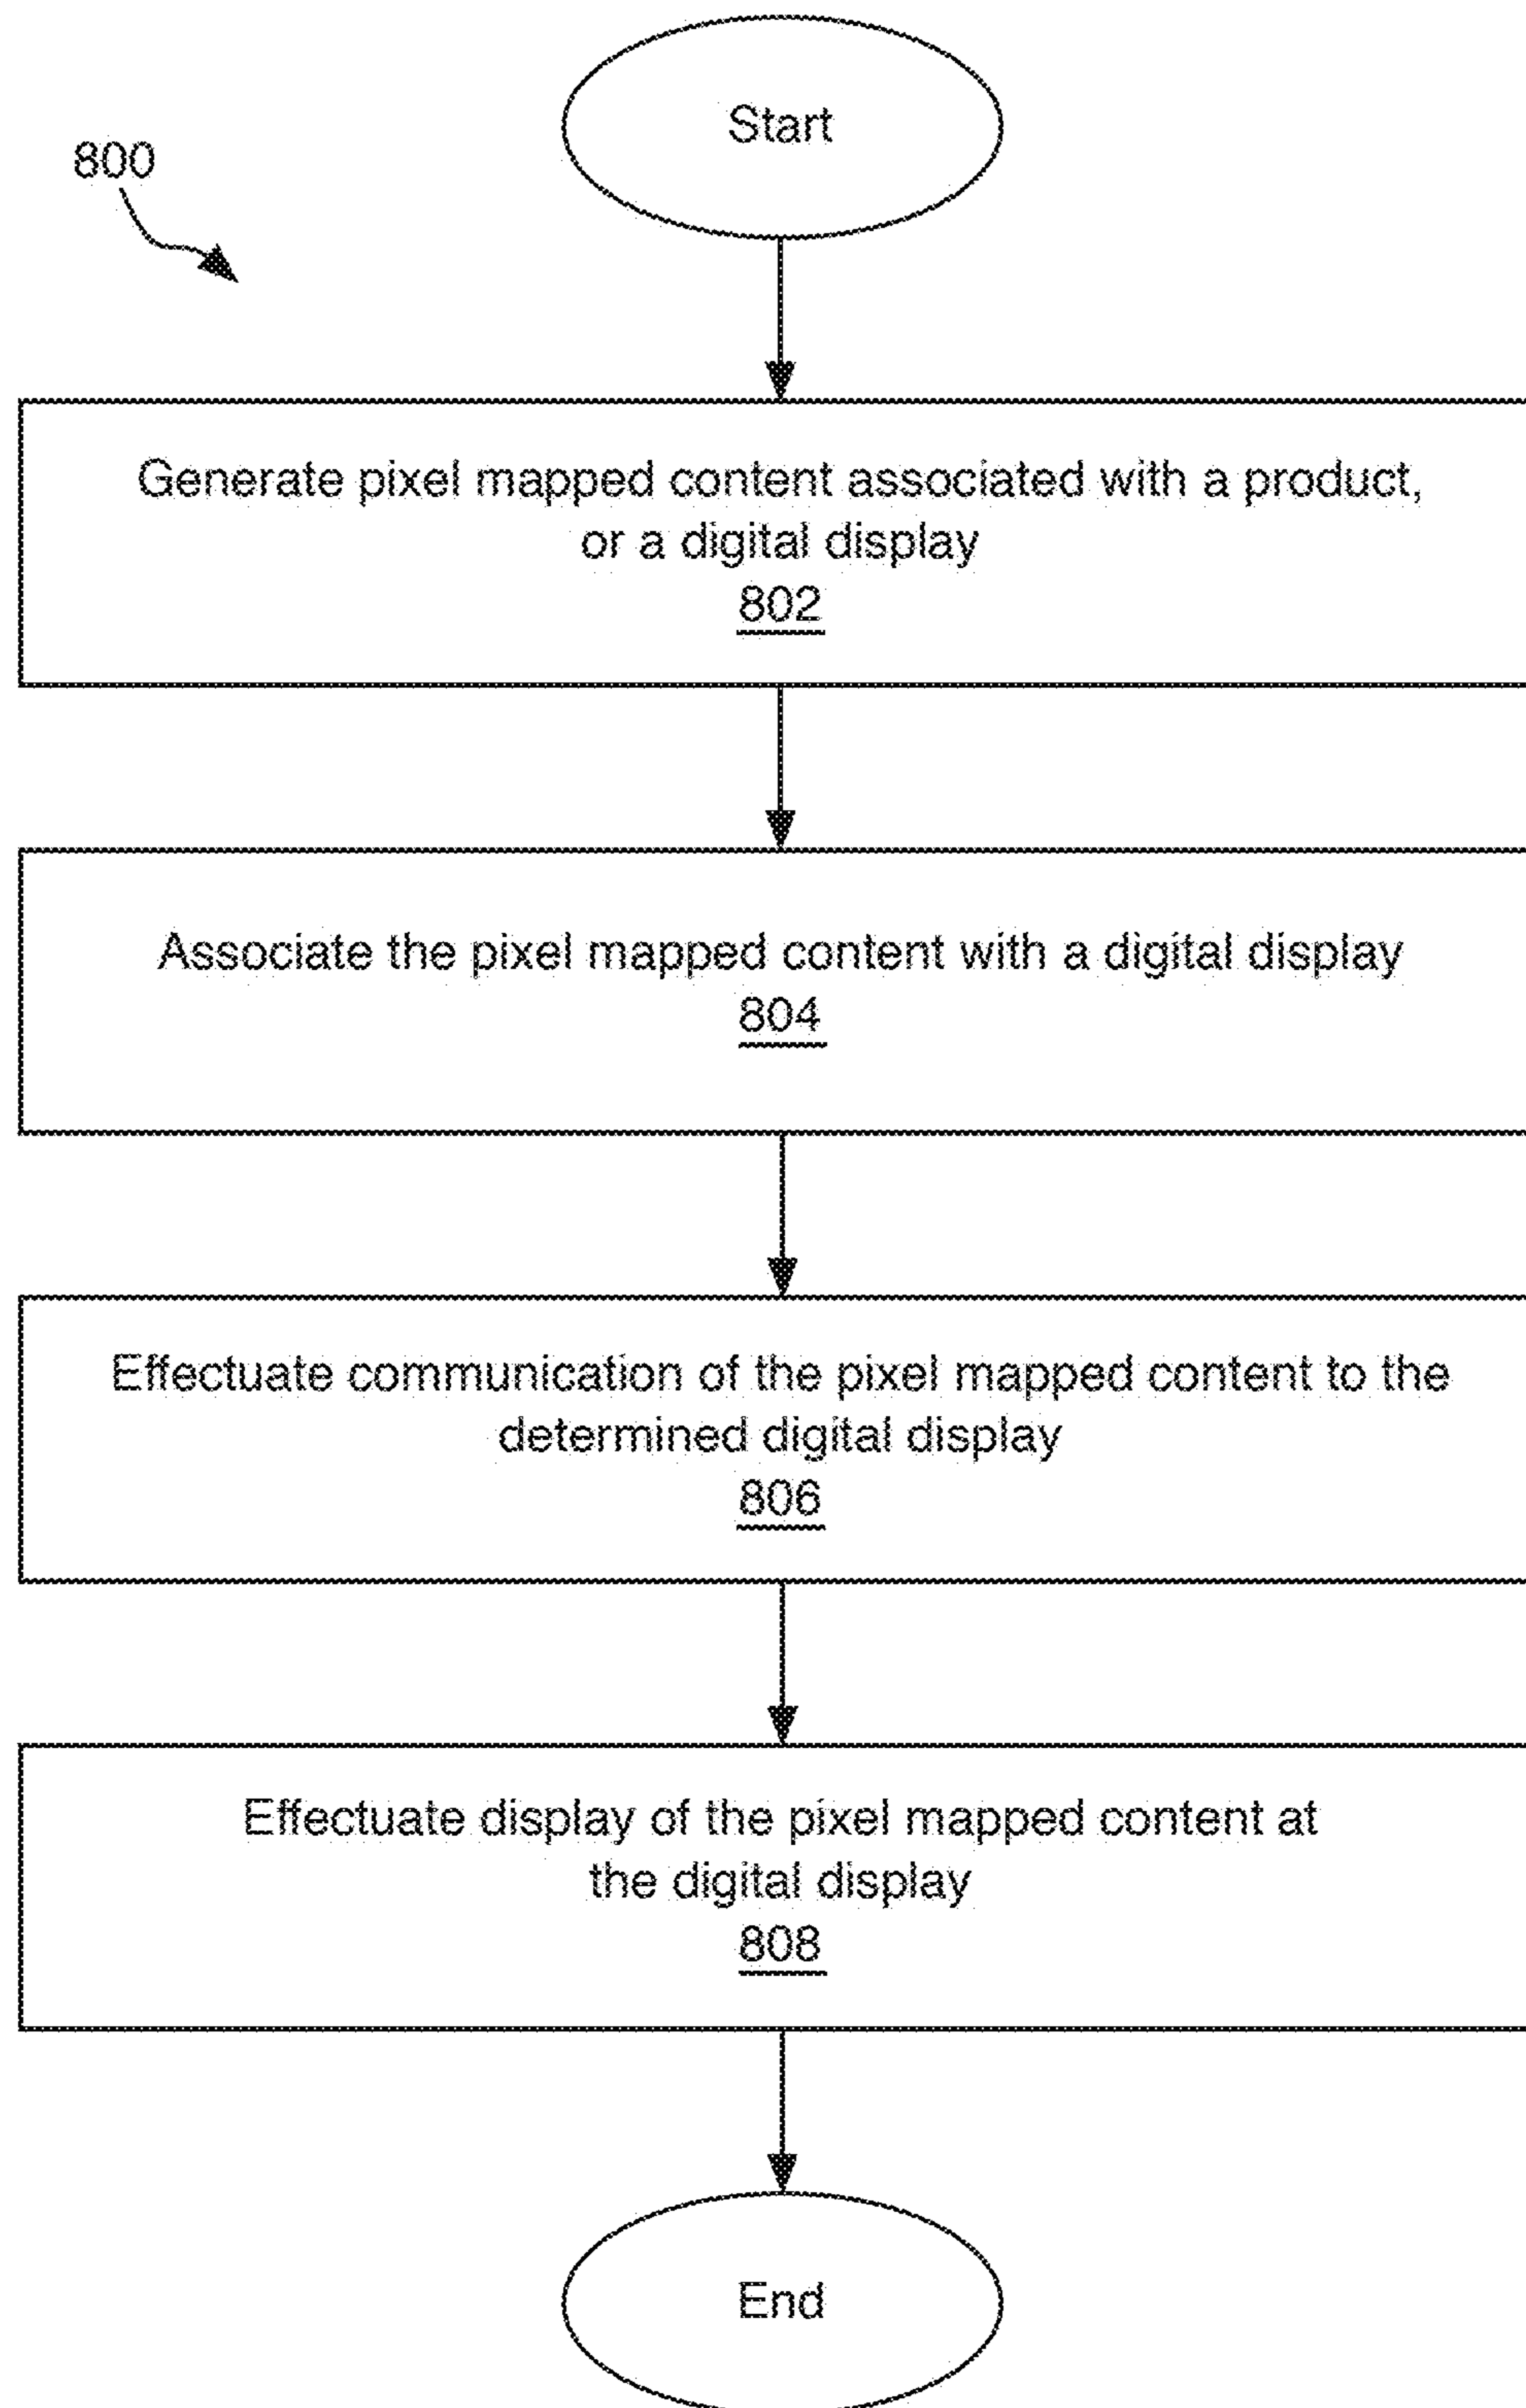 Start
800
Generate pixel mapped content associated with a product,
or a digital display
802
Associate the pixel mapped content with a digital display
804
Effectuate communication of the pixel mapped content to the
determined digital display
806
Effectuate display of the pixel mapped content at
the digital display
808
End